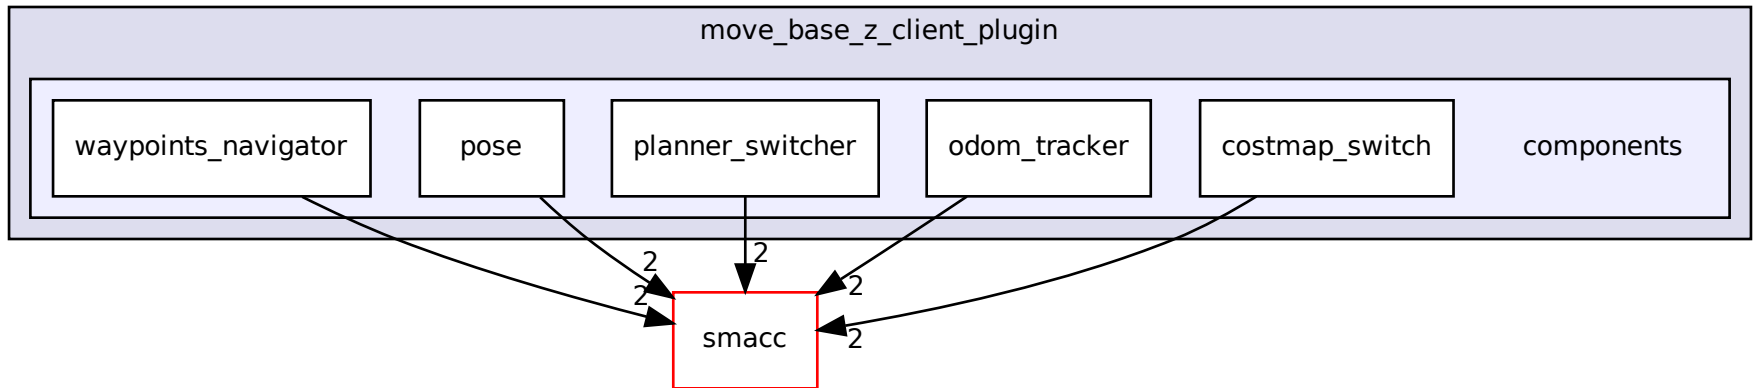 move_base_z_client_plugin
waypoints_navigator
pose
planner_switcher
odom_tracker
costmap_switch
components
2
2
2
2
2
smacc